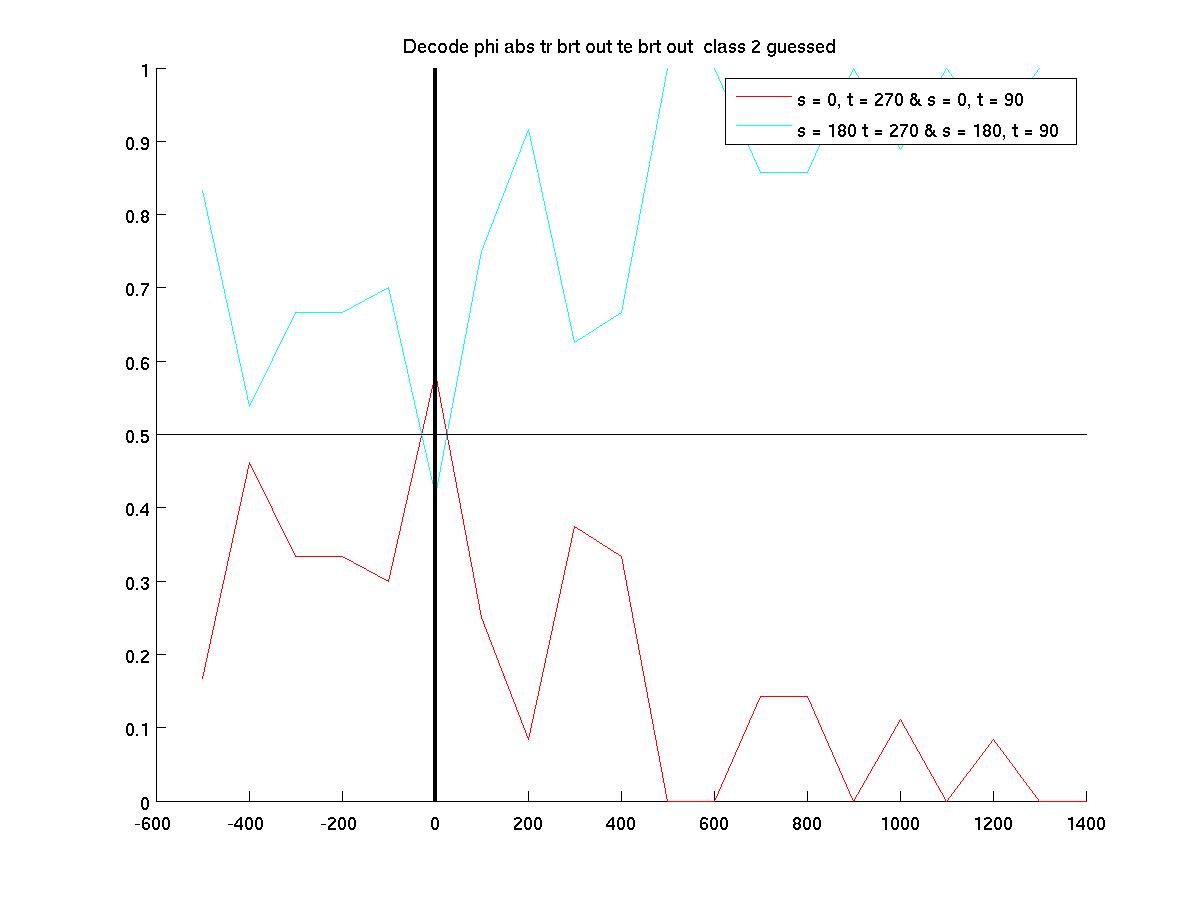 Decode phi abs tr brt out te brt out  class 2 guessed
s = 0, t = 270 & s = 0, t = 90
s = 180 t = 270 & s = 180, t = 90
1
0.9
0.8
0.7
0.6
0.5
0.4
0.3
0.2
0.1
0
-600 -400 -200 0 200 400 600 800 1000 1200 1400